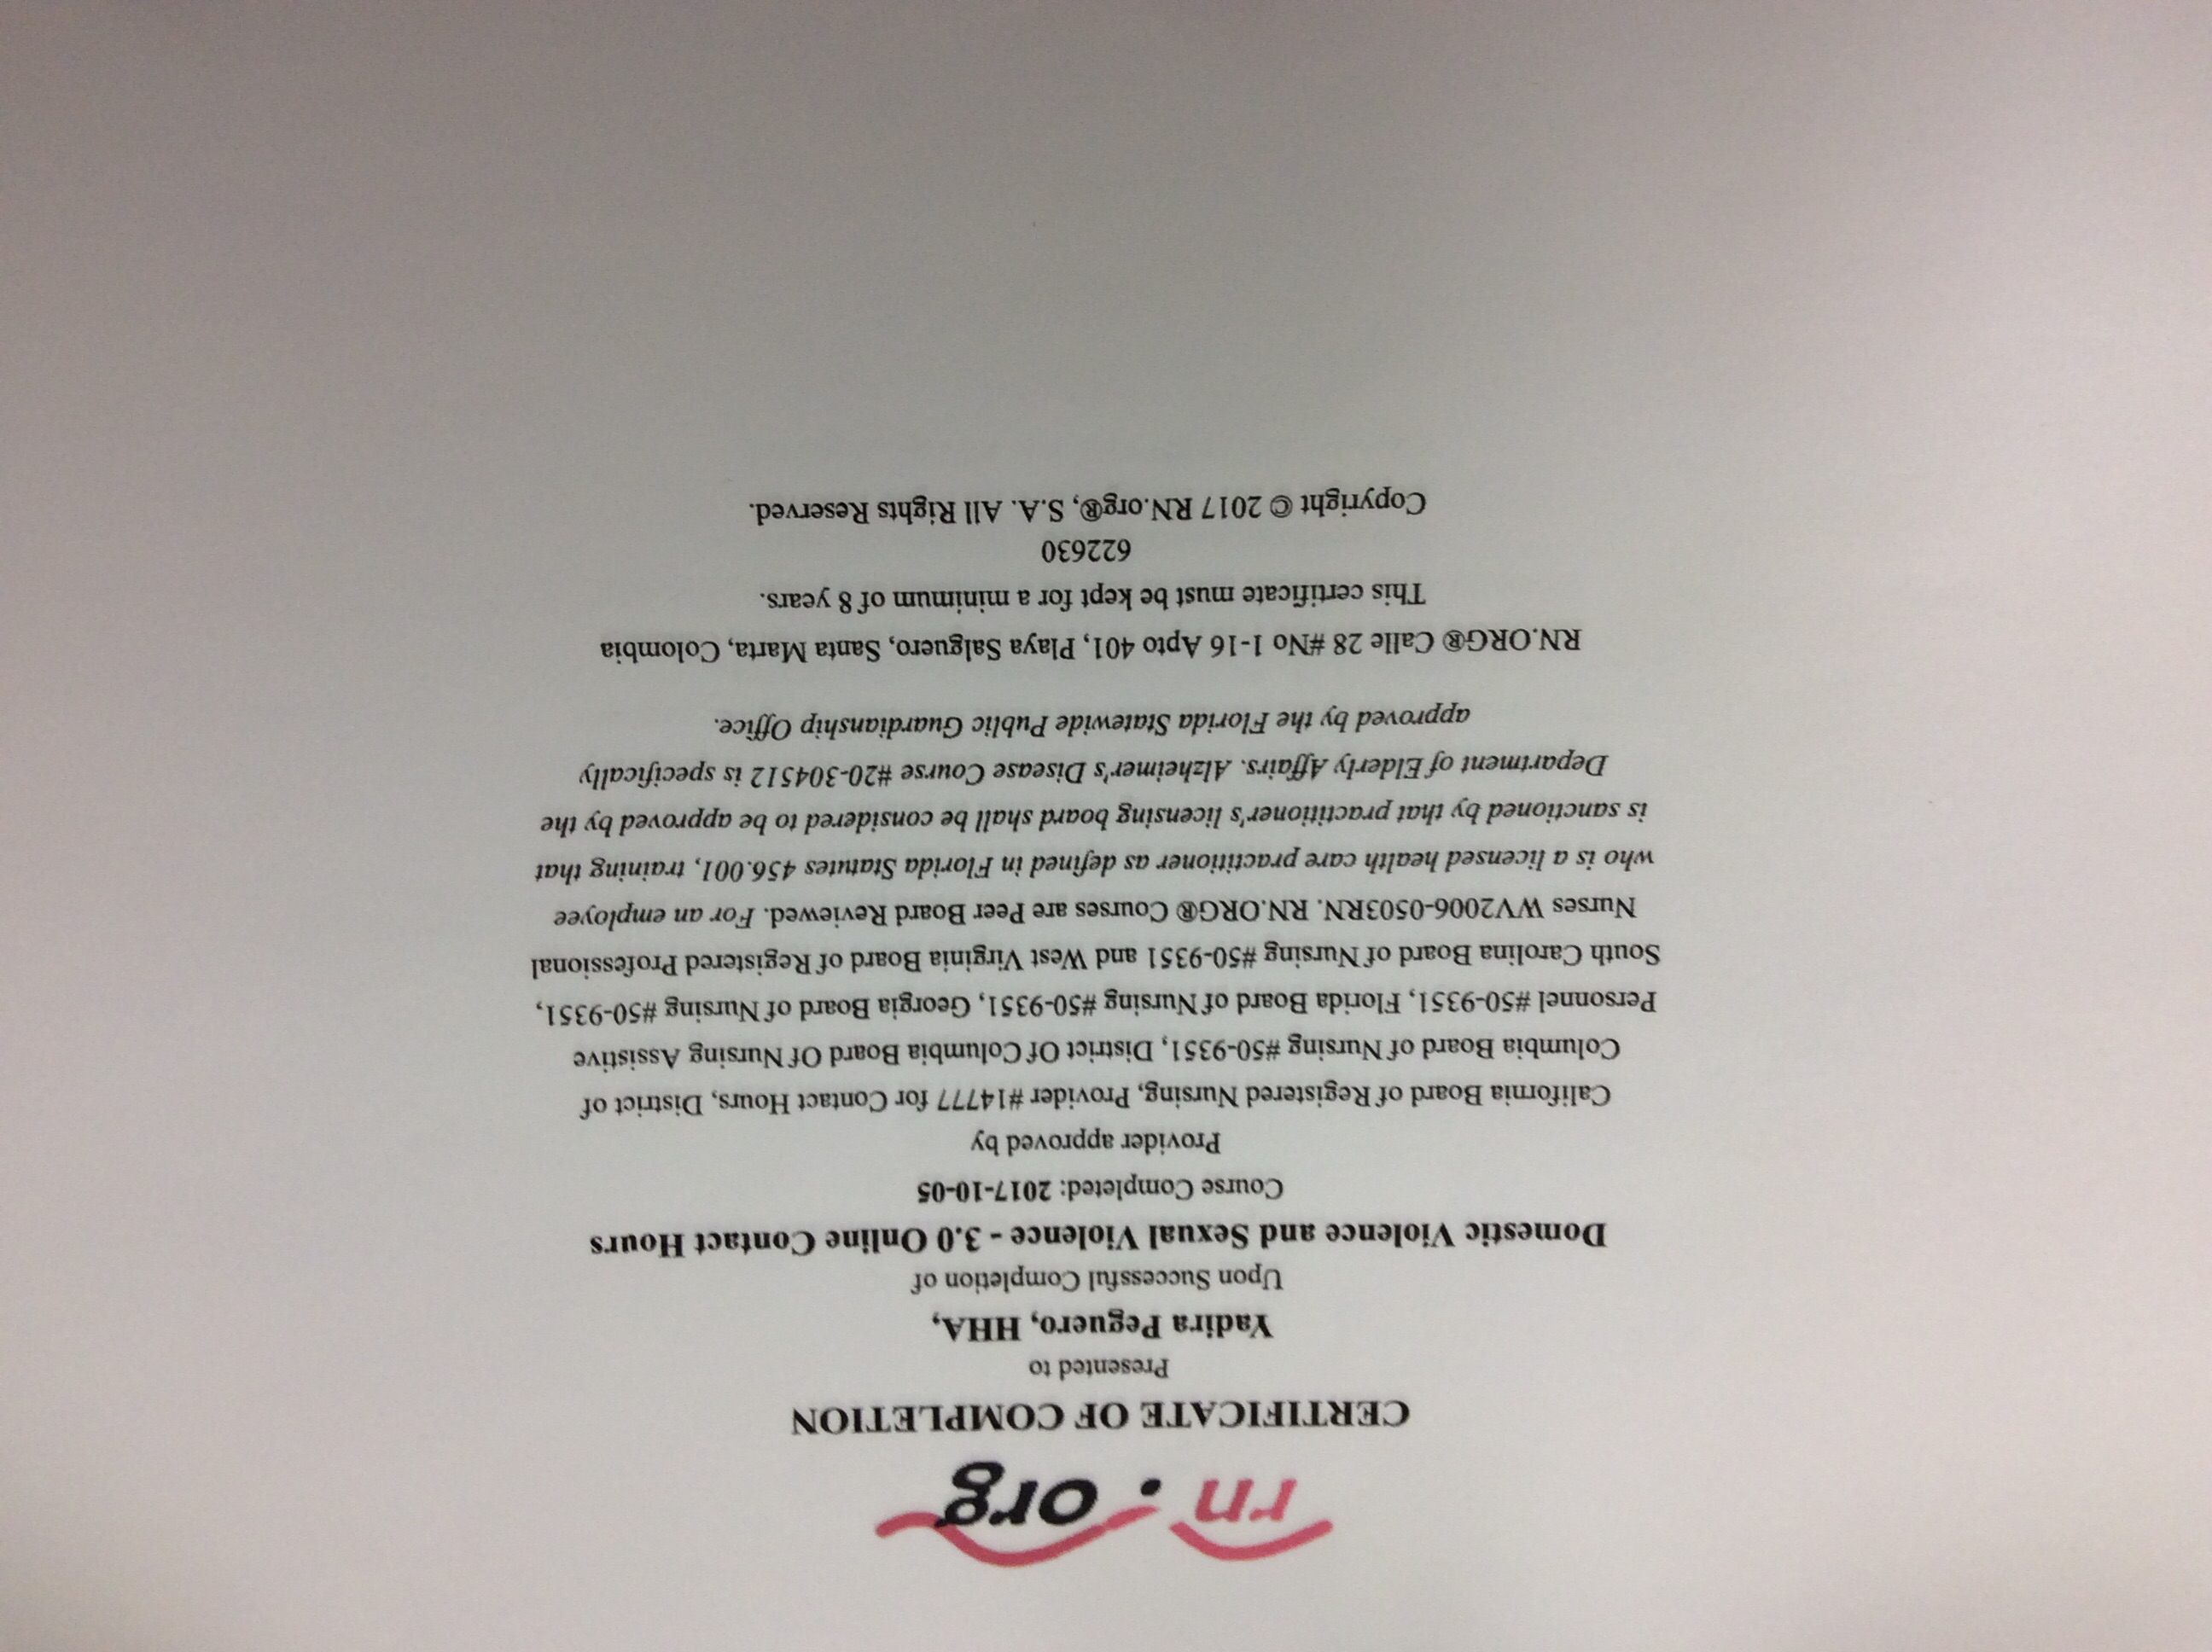 rn.org
CERTIFICATE OF COMPLETION
Presented to
Yadira Peguero, HHA,
Upon Successful Completion of
Domestic Violence and Sexual Violence - 3.0 Online Contact Hours
Course Completed: 2017-10-05
Provider approved by
California Board of Registered Nursing, Provider #14777 for Contact Hours, District of
Columbia Board of Nursing #50-9351, District Of Columbia Board Of Nursing Assistive
Personnel #50-9351, Florida Board of Nursing #50-9351, Georgia Board of Nursing #50-9351,
South Carolina Board of Nursing #50-9351 and West Virginia Board of Registered Professional
Nurses WV2006-0503RN. RN.ORG® Courses are Peer Board Reviewed. For an employee
who is a licensed health care practitioner as defined in Florida Statutes 456.001, training that
is sanctioned by that practitioner's licensing board shall be considered to be approved by the
Department of Elderly Affairs. Alzheimer's Disease Course #20-304512 is specifically
approved by the Florida Statewide Public Guardianship Office.
RN.ORG® Calle 28 #No 1-16 Apto 401, Playa Salguero, Santa Marta, Colombia
This certificate must be kept for a minimum of 8 years.
622630
Copyright © 2017 RN.org®, S.A. All Rights Reserved.